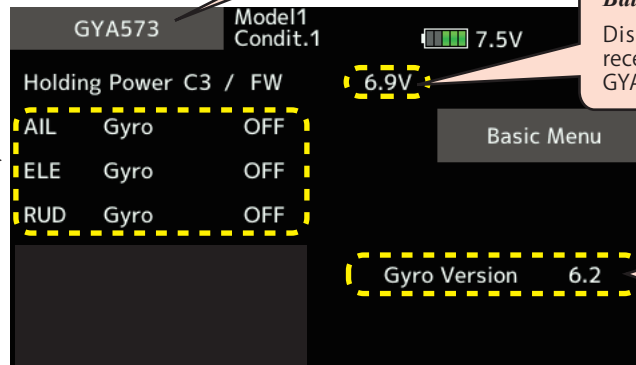 GYA573
Model1
Condit.1
7.5V
Holding Power C3 / FW
6.9V
Dis
rece
GYA
AIL Gyro OFF
Basic Menu
ELE Gyro OFF
RUD Gyro OFF
Gyro Version 6.2